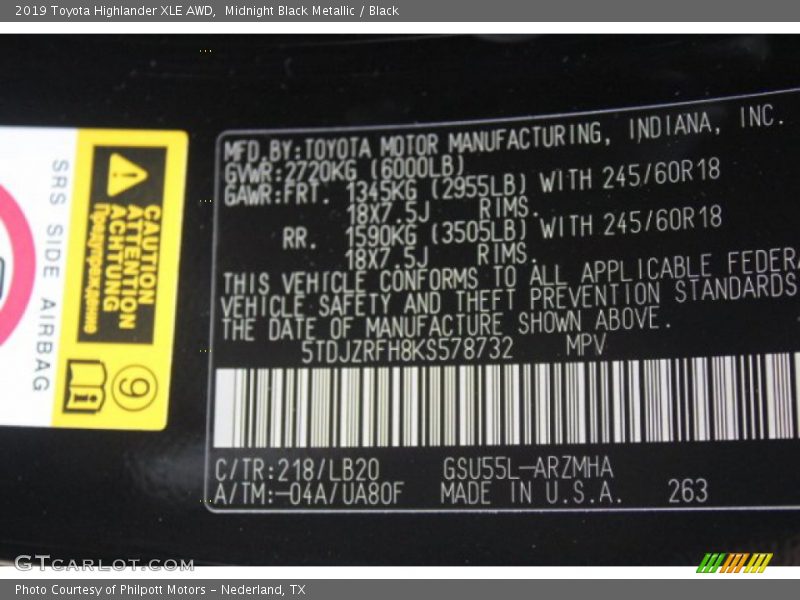 2019 Toyota Highlander XLE AWD,  Midnight Black Metallic / Black
MFD.BY:TOYOTA MOTOR MANUFACTURING, INDIANA, INC.
GVWR:2720KG (6000LB)
GAWR:FRT. 1345KG (2955LB) WITH 245/60R18
18X7.5J RIMS.
RR. 1590KG (3505LB) WITH 245/60R18
18X7.5J RIMS.
THIS VEHICLE CONFORMS TO ALL APPLICABLE FEDERA
VEHICLE SAFETY AND THEFT PREVENTION STANDARDS
THE DATE OF MANUFACTURE SHOWN ABOVE.
5TDJZRFH8KS578732 MPV
C/TR:218/LB20 GSU55L-ARZMHA
A/TM:-04A/UA80F MADE IN U.S.A. 263
SRS SIDE AIRBAG
CAUTION
ATTENTION
ACHTUNG
Предупреждение
9
GTCARLOT.COM
Photo Courtesy of Philpott Motors - Nederland, TX